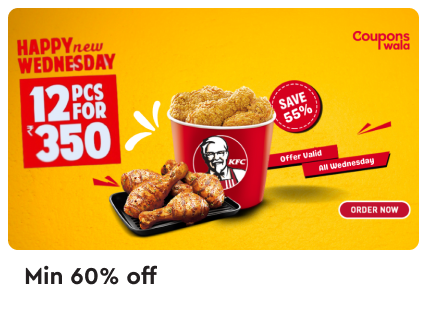 HAPPY new
WEDNESDAY
12 PCS FOR
₹350
Coupons
wala
SAVE
55%
KFC
Offer Valid
All Wednesday
ORDER NOW
Min 60% off